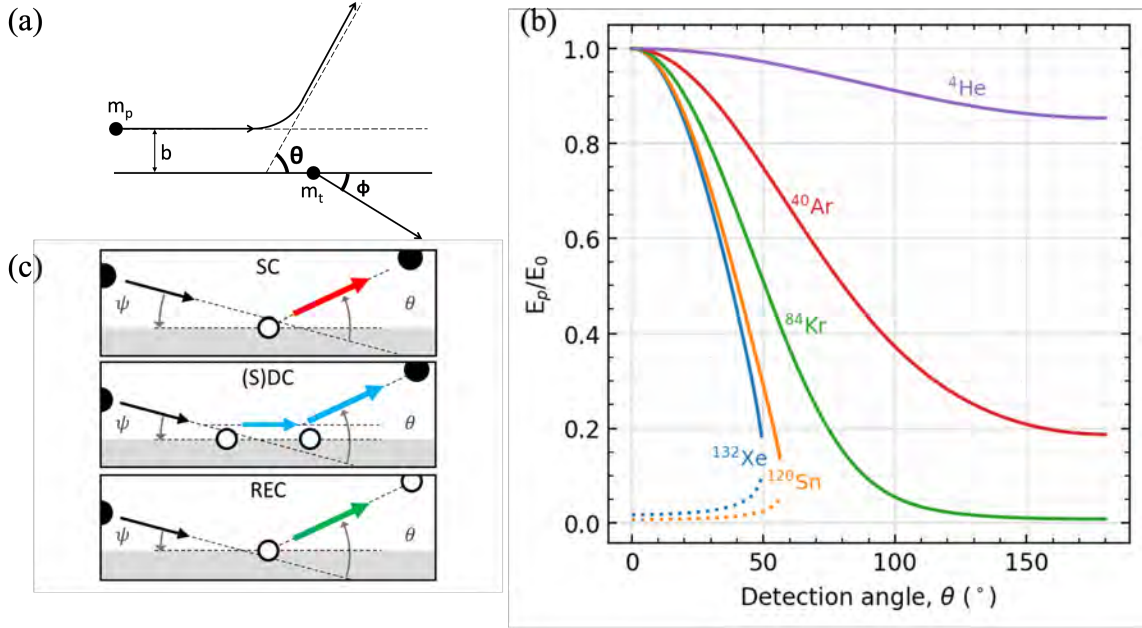 (a)
m_p
b
θ
m_t
ϕ
(b)
1.0
0.8
0.6
0.4
0.2
0.0
E_p/E_0
0
50
100
150
Detection angle, θ (°)
⁴He
⁴⁰Ar
⁸⁴Kr
¹³²Xe
¹²⁰Sn
(c)
SC
ψ
θ
(S)DC
ψ
θ
REC
ψ
θ